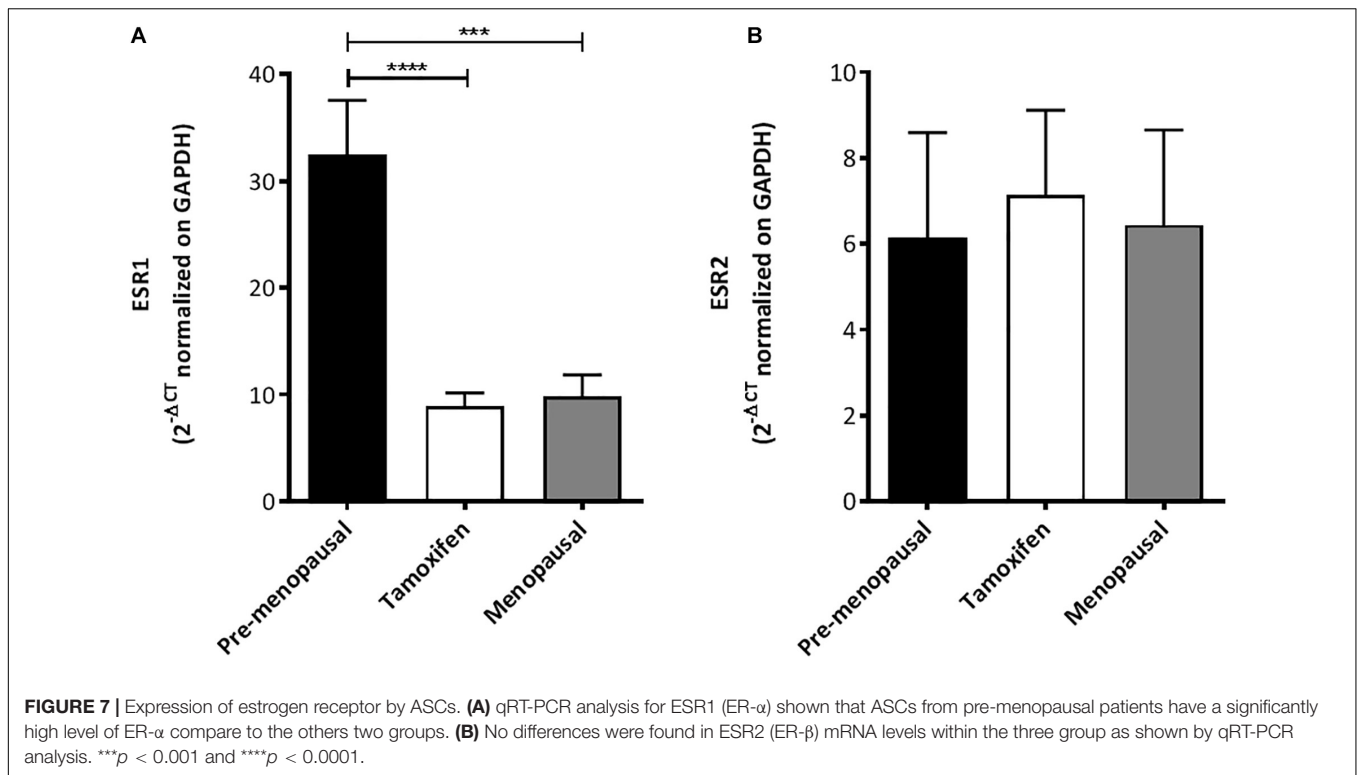 A
***
****
40
30
20
10
0
ESR1
(2^-ΔCT normalized on GAPDH)
Pre-menopausal
Tamoxifen
Menopausal
B
10
8
6
4
2
0
ESR2
(2^-ΔCT normalized on GAPDH)
Pre-menopausal
Tamoxifen
Menopausal
FIGURE 7 | Expression of estrogen receptor by ASCs. (A) qRT-PCR analysis for ESR1 (ER-α) shown that ASCs from pre-menopausal patients have a significantly
high level of ER-α compare to the others two groups. (B) No differences were found in ESR2 (ER-β) mRNA levels within the three group as shown by qRT-PCR
analysis. ***p < 0.001 and ****p < 0.0001.